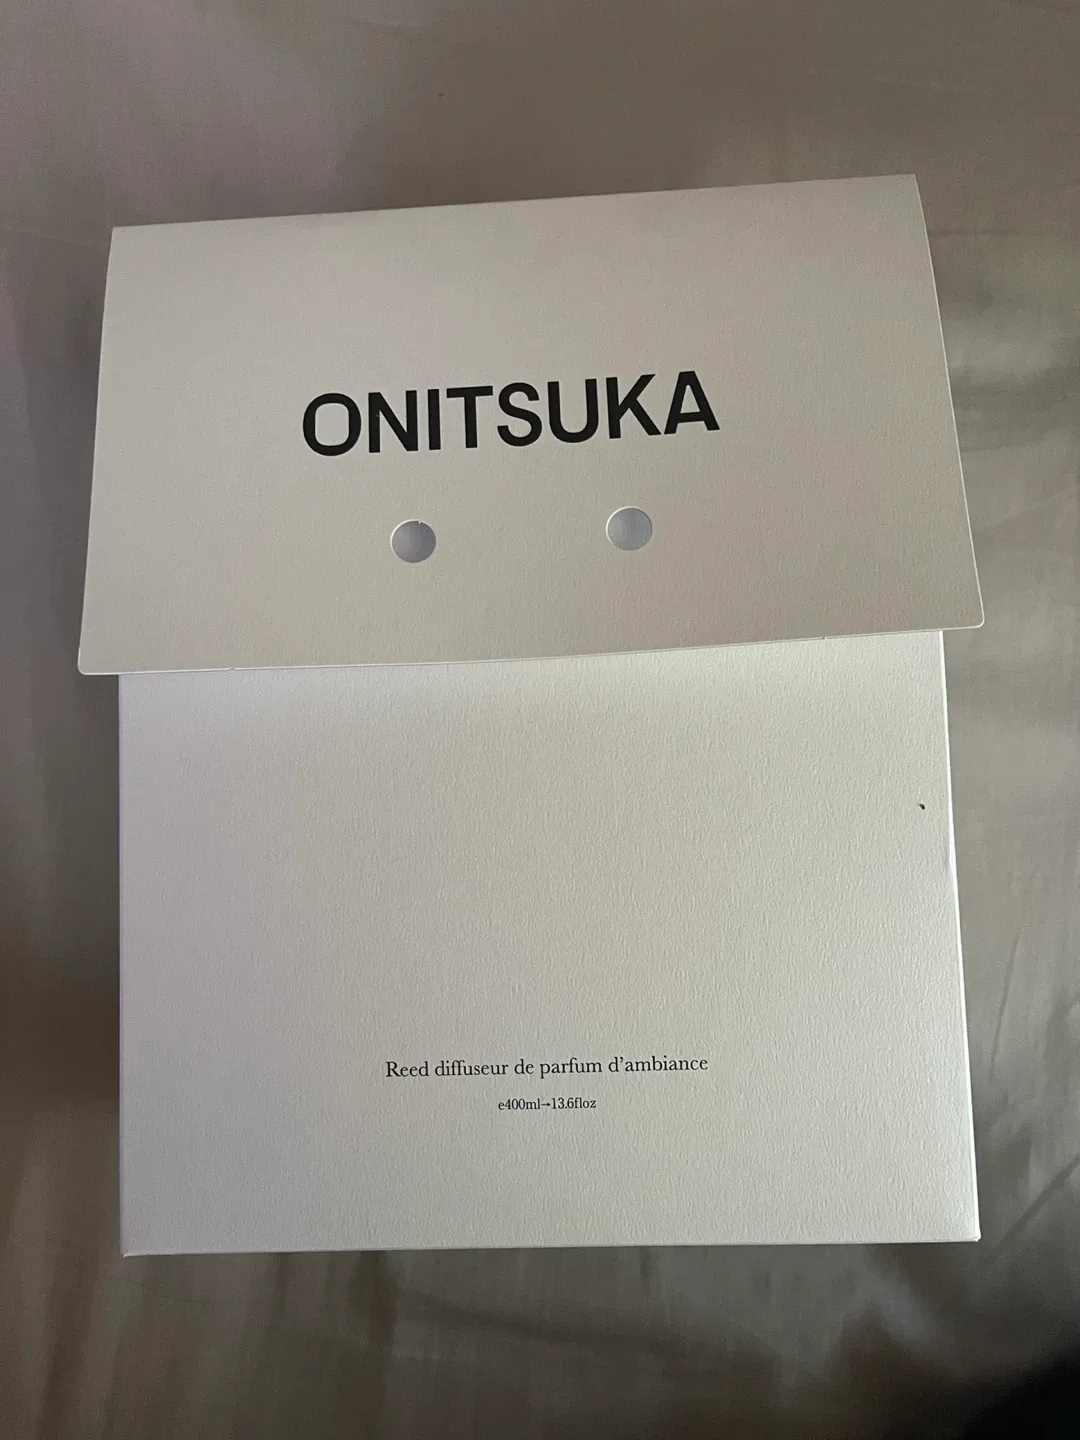 ONITSUKA
Reed diffuseur de parfum d’ambiance
e400ml→13.6floz